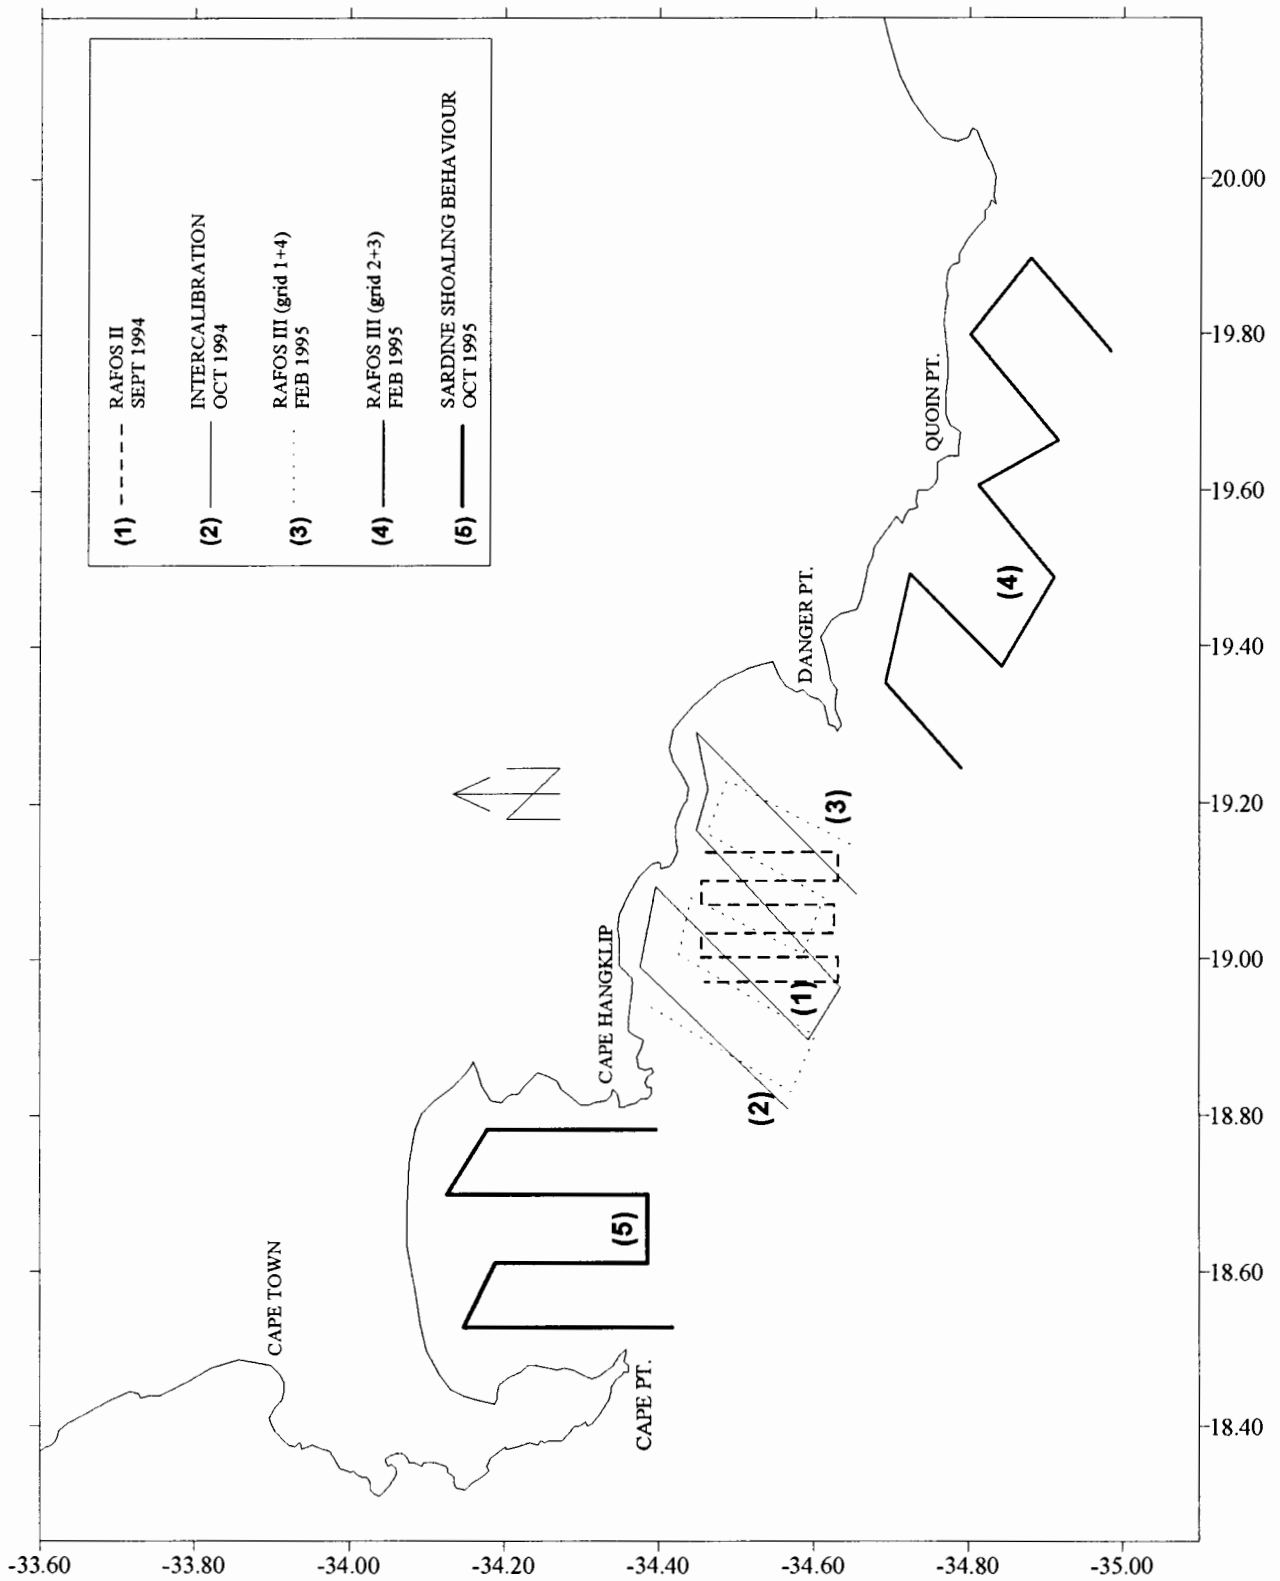 (1) RAFOS II
SEPT 1994
(2) INTERCALIBRATION
OCT 1994
(3) RAFOS III (grid 1+4)
FEB 1995
(4) RAFOS III (grid 2+3)
FEB 1995
(5) SARDINE SHOALING BEHAVIOUR
OCT 1995
N
CAPE TOWN
CAPE PT.
CAPE HANGKLIP
DANGER PT.
QUOIN PT.
(5)
(2)
(1)
(3)
(4)
-33.60
-33.80
-34.00
-34.20
-34.40
-34.60
-34.80
-35.00
18.40
18.60
18.80
19.00
19.20
19.40
19.60
19.80
20.00